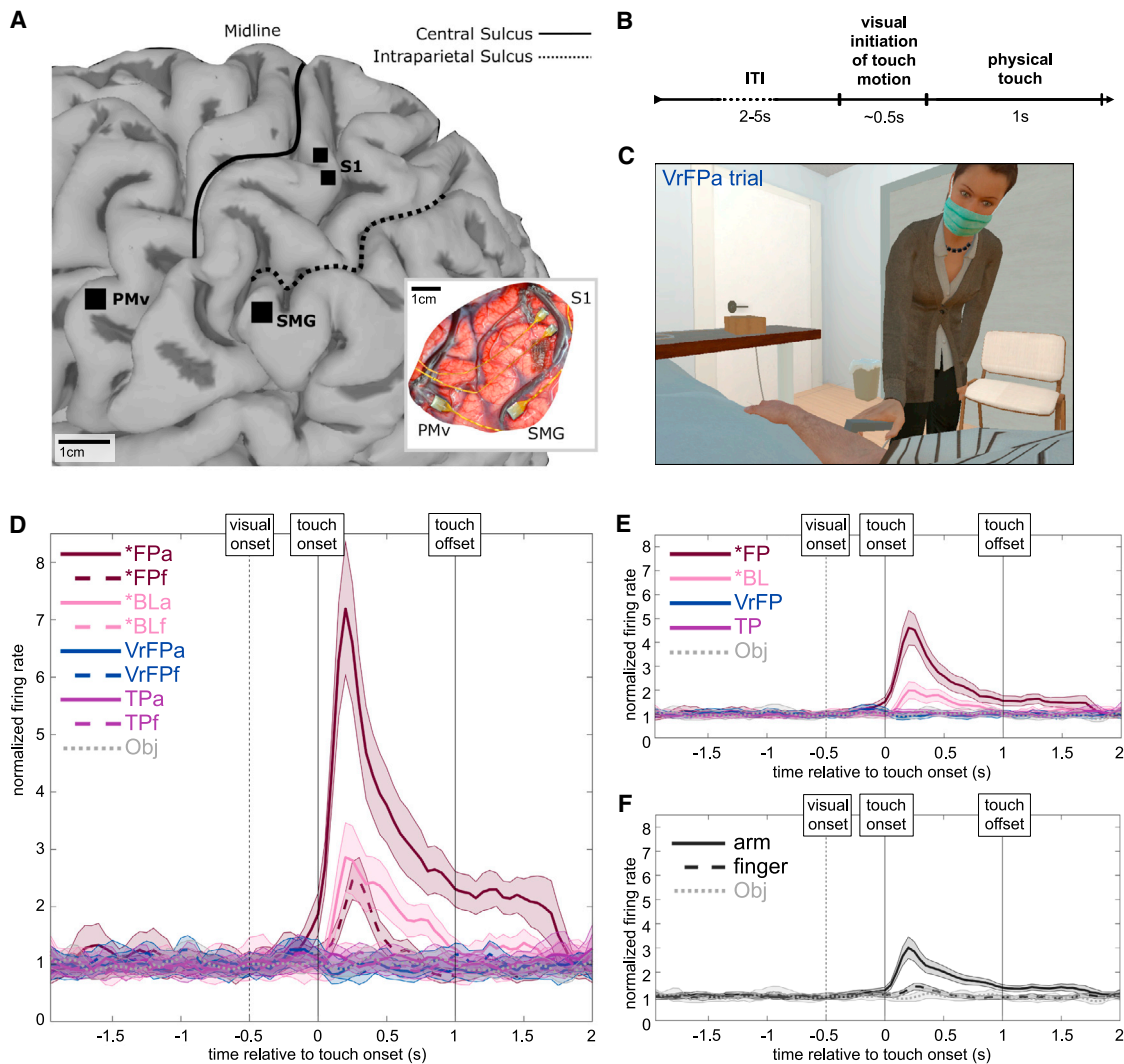 A
Midline
Central Sulcus
Intraparietal Sulcus
S1
PMv
SMG
1cm
1cm
S1
PMv
SMG
B
visual
initiation
of touch
motion
physical
touch
ITI
2-5s
~0.5s
1s
C
VrFPa trial
D
visual
onset
touch
onset
touch
offset
*FPa
*FPf
*BLa
*BLf
VrFPa
VrFPf
TPa
TPf
Obj
normalized firing rate
8
7
6
5
4
3
2
1
0
-1.5
-1
-0.5
0
0.5
1
1.5
2
time relative to touch onset (s)
E
visual
onset
touch
onset
touch
offset
*FP
*BL
VrFP
TP
Obj
normalized firing rate
8
7
6
5
4
3
2
1
0
-1.5
-1
-0.5
0
0.5
1
1.5
2
time relative to touch onset (s)
F
visual
onset
touch
onset
touch
offset
arm
finger
Obj
normalized firing rate
8
7
6
5
4
3
2
1
0
-1.5
-1
-0.5
0
0.5
1
1.5
2
time relative to touch onset (s)